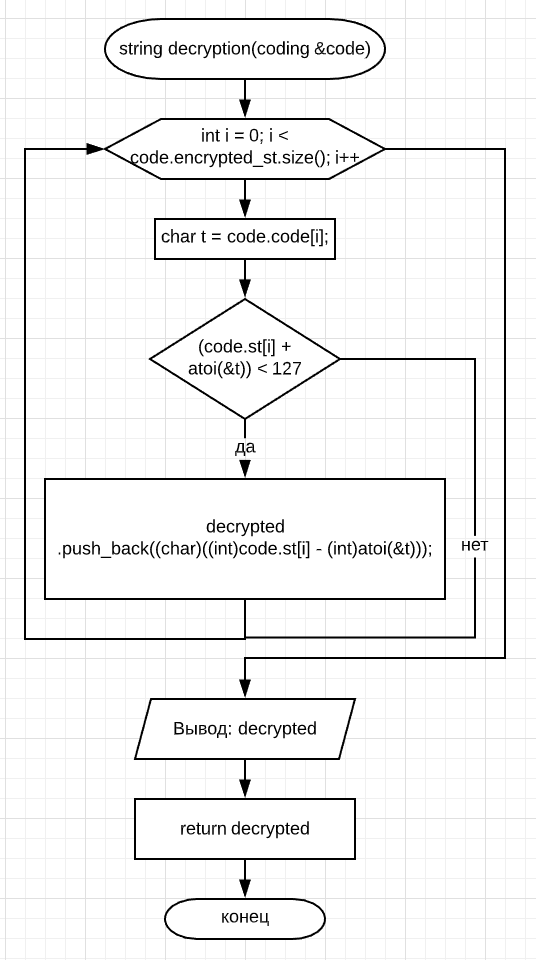 string decryption(coding &code)
int i = 0; i <
code.encrypted_st.size(); i++
char t = code.code[i];
(code.st[i] +
atoi(&t)) < 127
да
decrypted
.push_back((char)((int)code.st[i] - (int)atoi(&t)));
нет
Вывод: decrypted
return decrypted
конец